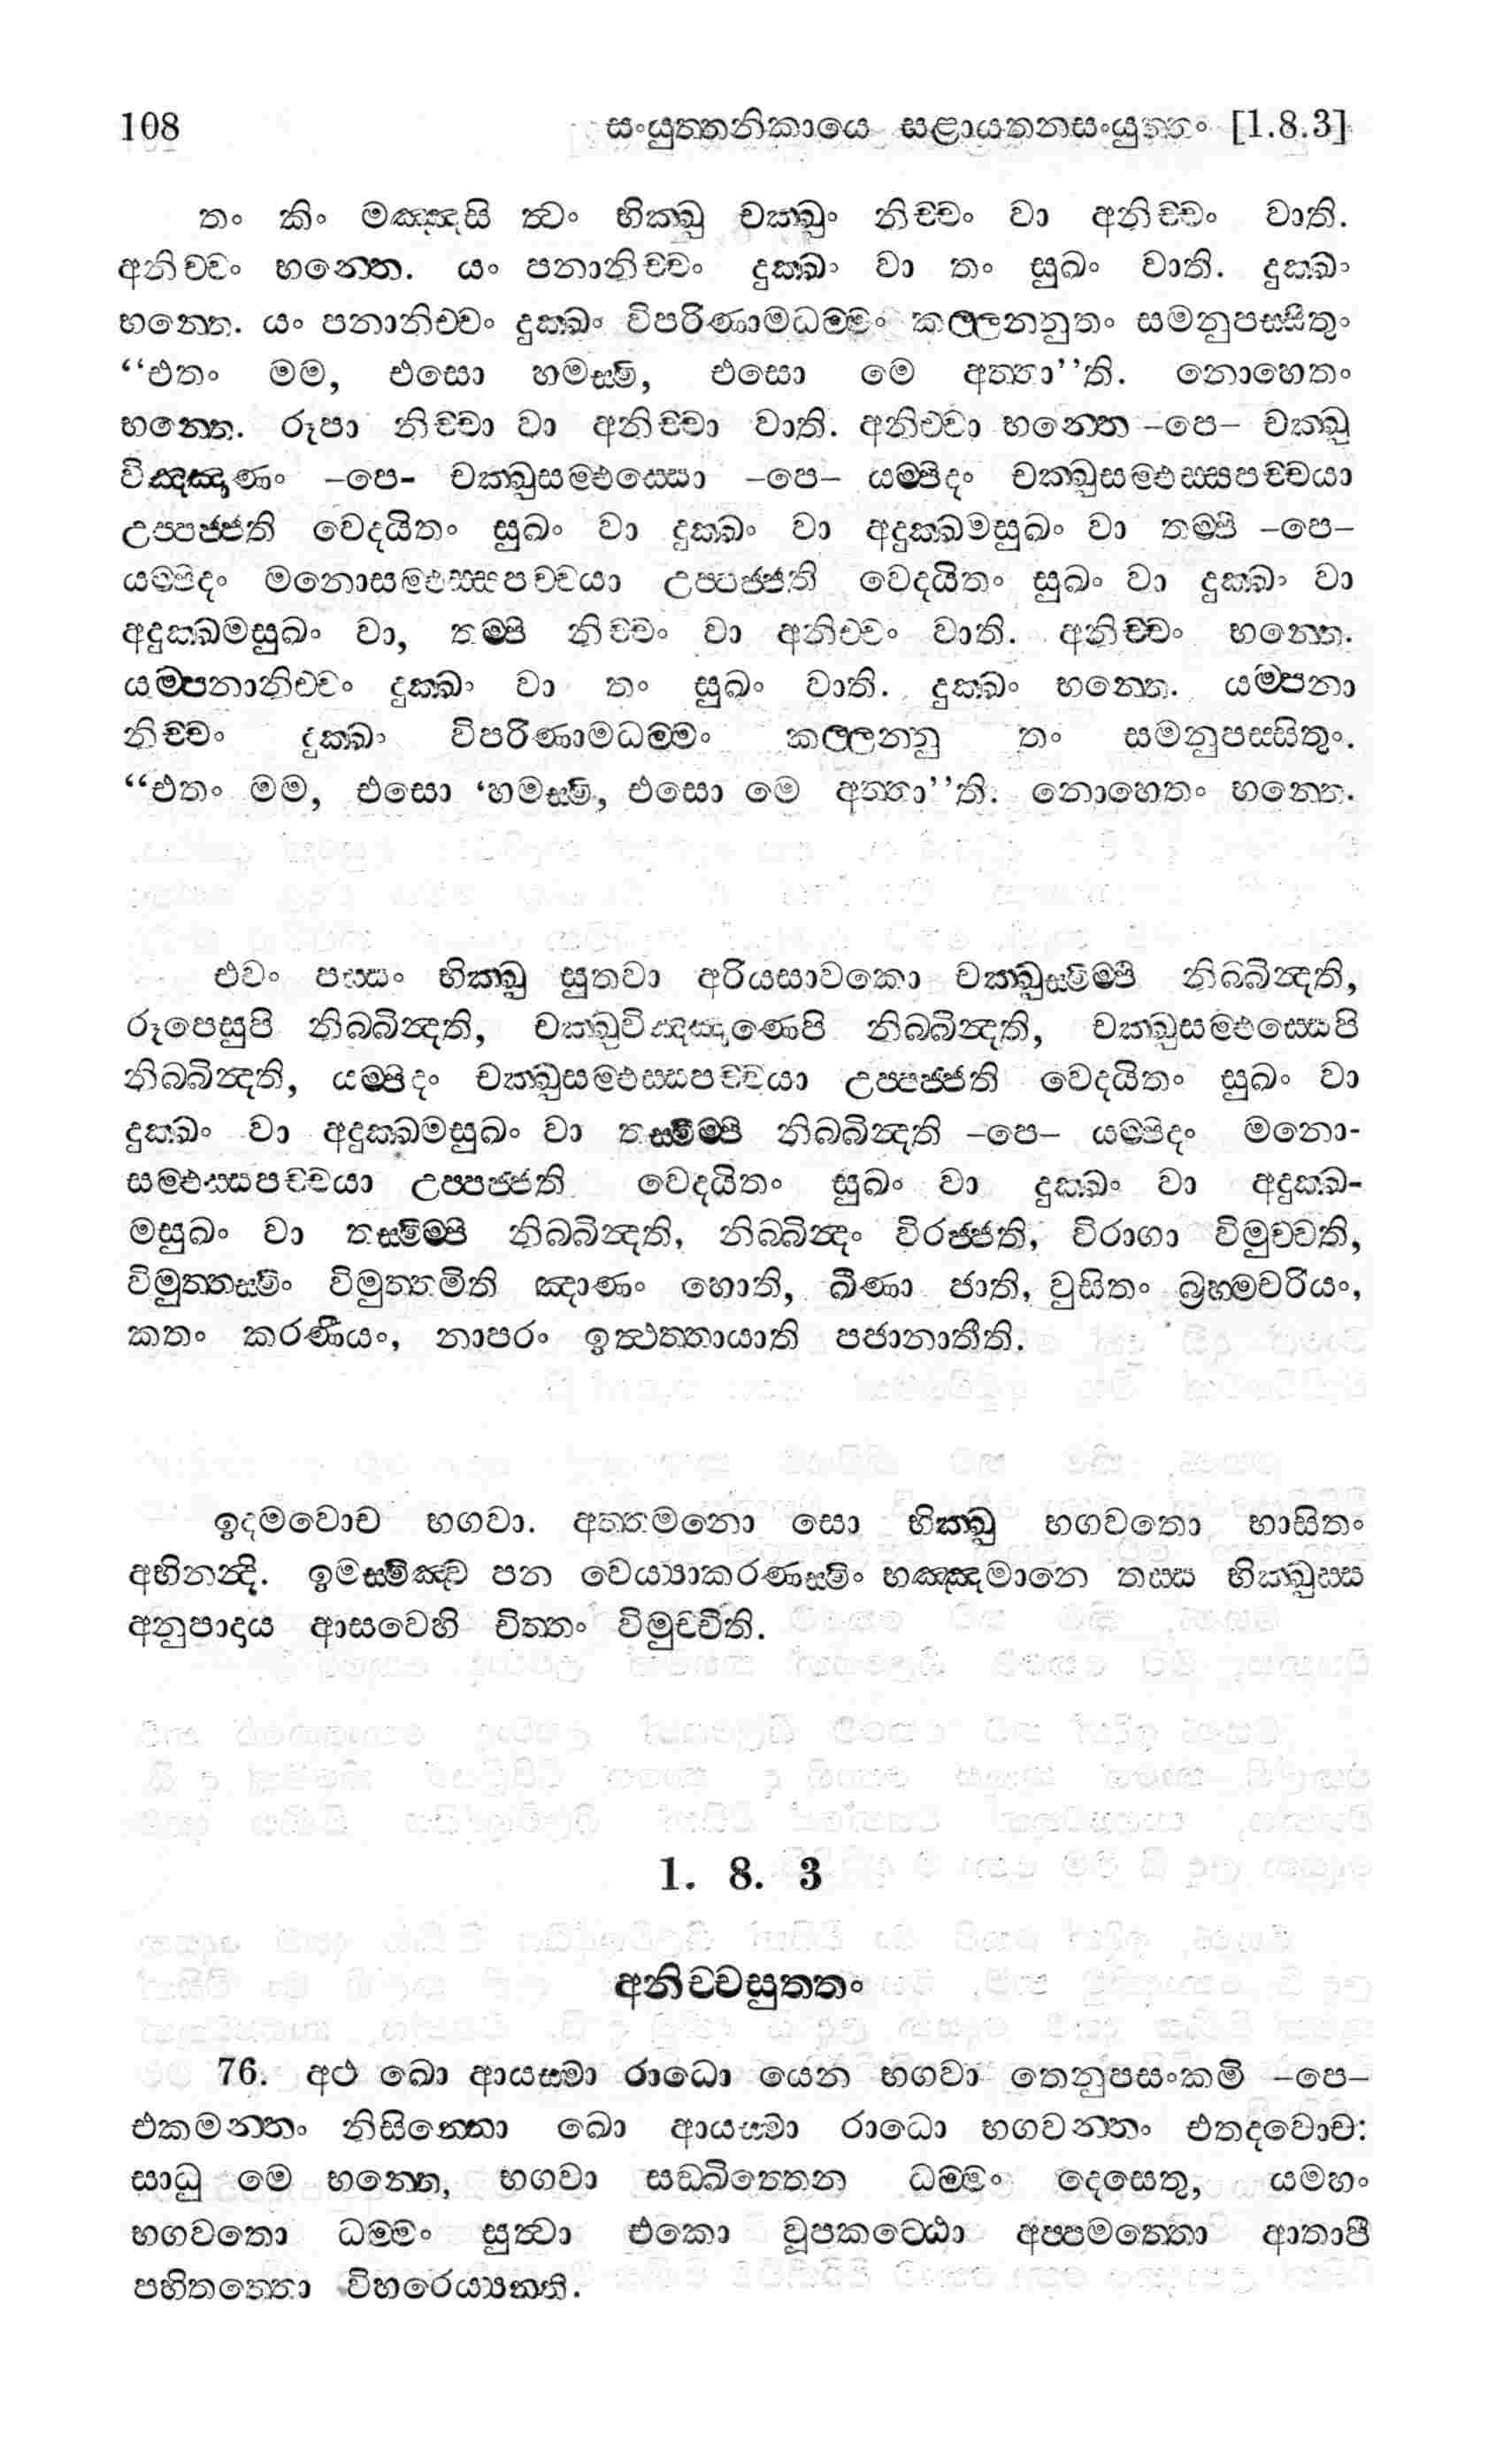 108 සංයුත්තනිකායෙ සළායතනසංයුත්තං [1.8.3]
තං කිං මඤ්ඤසි ත්වං භික්ඛු චක්ඛුං නිච්චං වා අනිච්චං වාති.
අනිච්චං භන්තෙ. යං පනානිච්චං දුක්ඛං වා තං සුඛං වාති. දුක්ඛං
භන්තෙ. යං පනානිච්චං දුක්ඛං විපරිණාමධම්මං කල්ලනනුතං සමනුපස්සීතුං
“එතං මම, එසො හමස්මි, එසො මෙ අත්තා”ති. නොහෙතං
භන්තෙ. රූපා නිච්චා වා අනිච්චා වාති. අනිච්චා භන්තෙ –පෙ– චක්ඛු
විඤ්ඤාණං –පෙ- චක්ඛුසම්ඵස්සො –පෙ– යම්පිදං චක්ඛුසම්ඵස්සපච්චයා
උප්පජ්ජති වෙදයිතං සුඛං වා දුක්ඛං වා අදුක්ඛමසුඛං වා තම්පි –පෙ–
යම්පිදං මනොසම්ඵස්සපච්චයා උප්පජ්ජති වෙදයිතං සුඛං වා දුක්ඛං වා
අදුක්ඛමසුඛං වා, තම්පි නිච්චං වා අනිච්චං වාති. අනිච්චං භන්තෙ.
යම්පනානිච්චං දුක්ඛං වා තං සුඛං වාති. දුක්ඛං භන්තෙ. යම්පනා
නිච්චං දුක්ඛං විපරිණාමධම්මං කල්ලනනු තං සමනුපස්සිතුං.
“එතං මම, එසො ‘හමස්මි, එසො මෙ අත්තා”ති. නොහෙතං භන්තෙ.
එවං පස්සං භික්ඛු සුතවා අරියසාවකො චක්ඛුස්මිම්පි නිබ්බින්දති,
රූපෙසුපි නිබ්බින්දති, චක්ඛුවිඤ්ඤාණෙපි නිබ්බින්දති, චක්ඛුසම්ඵස්සෙපි
නිබ්බින්දති, යම්පිදං චක්ඛුසම්ඵස්සපච්චයා උප්පජ්ජති වෙදයිතං සුඛං වා
දුක්ඛං වා අදුක්ඛමසුඛං වා තස්මිම්පි නිබ්බින්දති –පෙ– යම්පිදං මනො-
සම්ඵස්සපච්චයා උප්පජ්ජති වෙදයිතං සුඛං වා දුක්ඛං වා අදුක්ඛ-
මසුඛං වා තස්මිම්පි නිබ්බින්දති, නිබ්බින්දං විරජ්ජති, විරාගා විමුච්චති,
විමුත්තස්මිං විමුත්තමිති ඤාණං හොති, ඛීණා ජාති, වුසිතං බ්‍රහ්මචරියං,
කතං කරණීයං, නාපරං ඉත්ථත්තායාති පජානාතීති.
ඉදමවොච භගවා. අත්තමනො සො භික්ඛු භගවතො භාසිතං
අභිනන්දි. ඉමස්මිඤ්ච පන වෙය්‍යාකරණස්මිං භඤ්ඤමානෙ තස්ස භික්ඛුස්ස
අනුපාදාය ආසවෙහි චිත්තං විමුච්චිති.
1. 8. 3
අනිච්චසුත්තං
76. අථ ඛො ආයස්මා රාධො යෙන භගවා තෙනුපසංකමි –පෙ–
එකමන්තං නිසින්නො ඛො ආයස්මා රාධො භගවන්තං එතදවොච:
සාධු මෙ භන්තෙ, භගවා සඞ්ඛිත්තෙන ධම්මං දෙසෙතු, යමහං
භගවතො ධම්මං සුත්වා එකො වූපකට්ඨො අප්පමත්තො ආතාපී
පහිතත්තො විහරෙය්‍යන්ති.